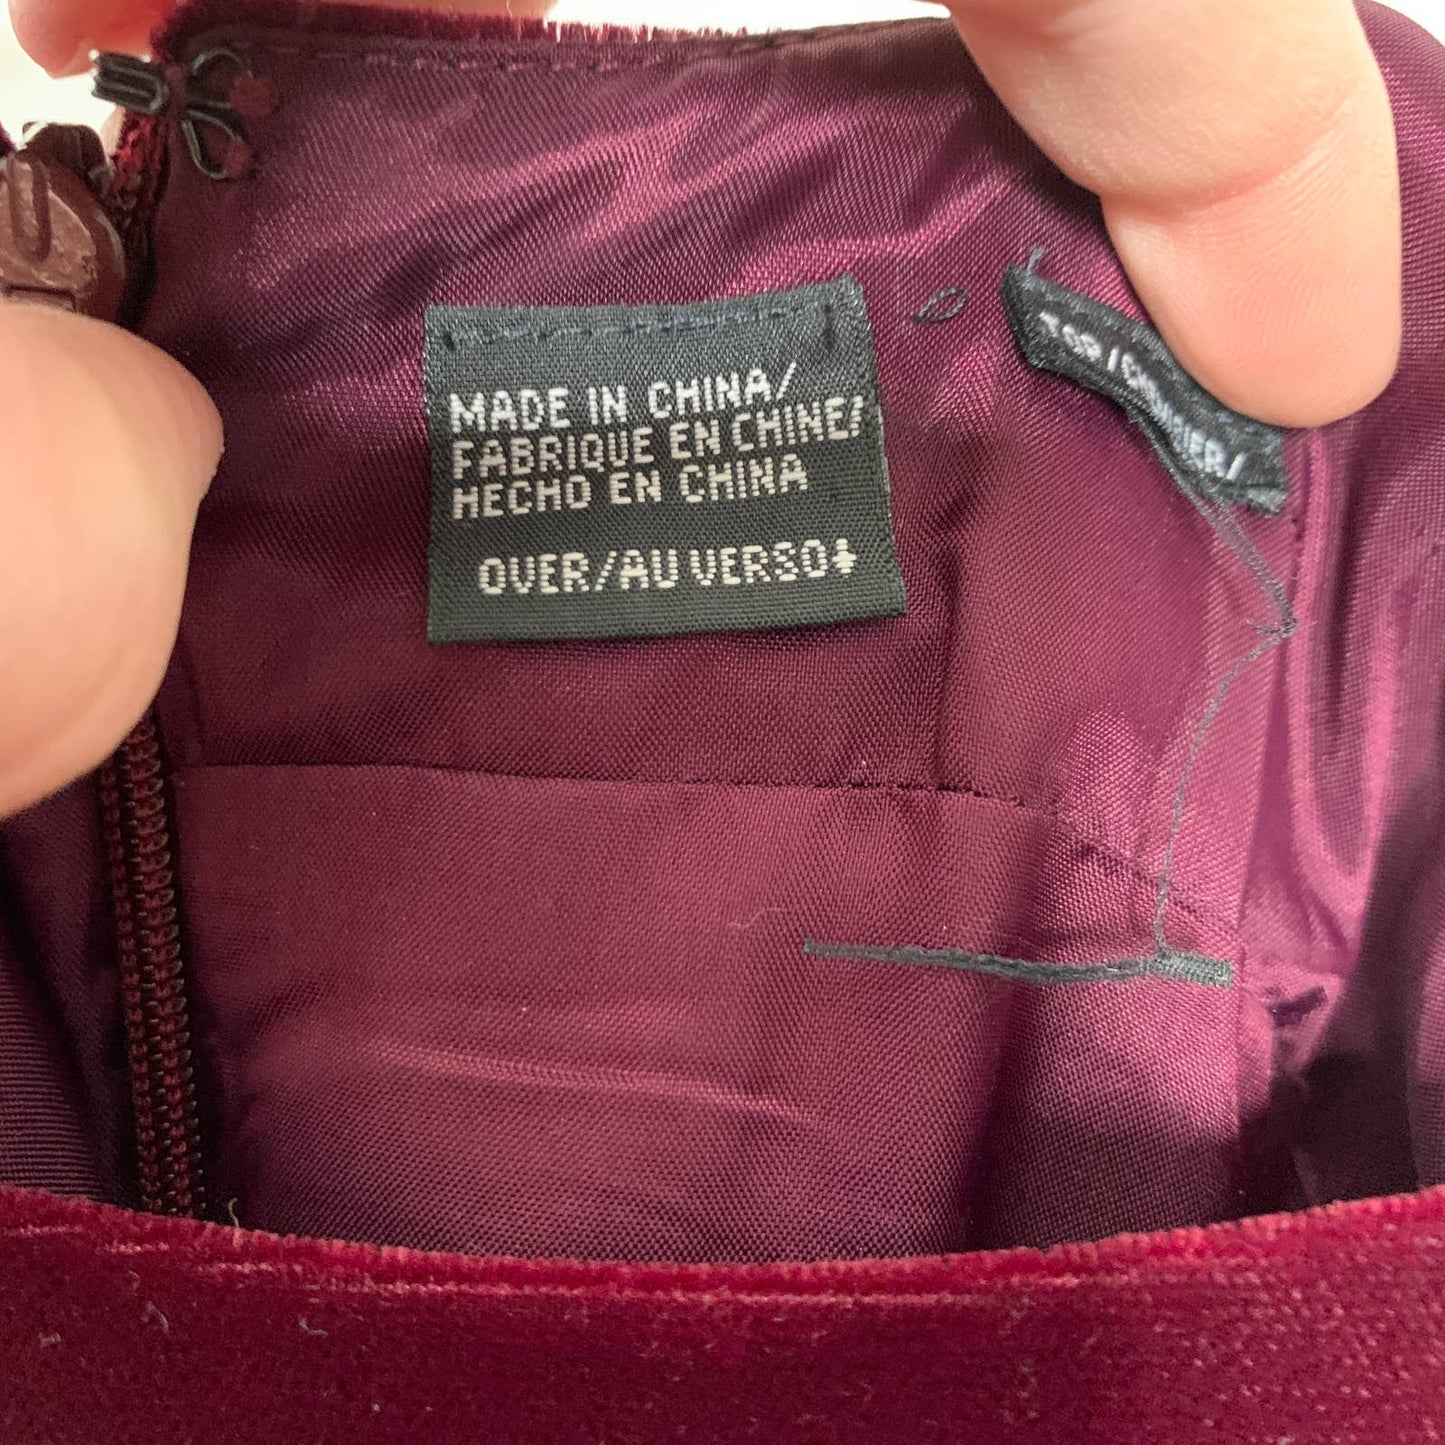 MADE IN CHINA/
FABRIQUE EN CHINE/
HECHO EN CHINA
OVER/AU VERSO